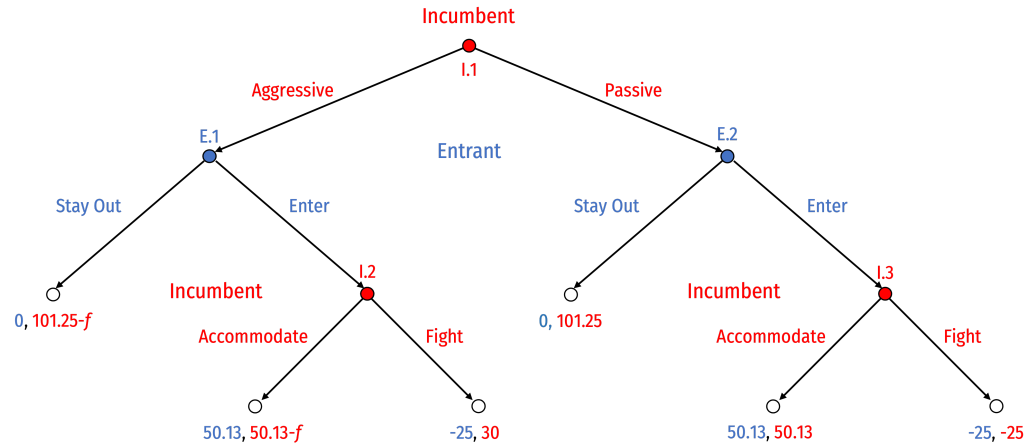 Incumbent
I.1
Aggressive
Passive
E.1
E.2
Entrant
Stay Out
Enter
Stay Out
Enter
I.2
I.3
Incumbent
Incumbent
0, 101.25-f
0, 101.25
Accommodate
Fight
Accommodate
Fight
50.13, 50.13-f
-25, 30
50.13, 50.13
-25, -25